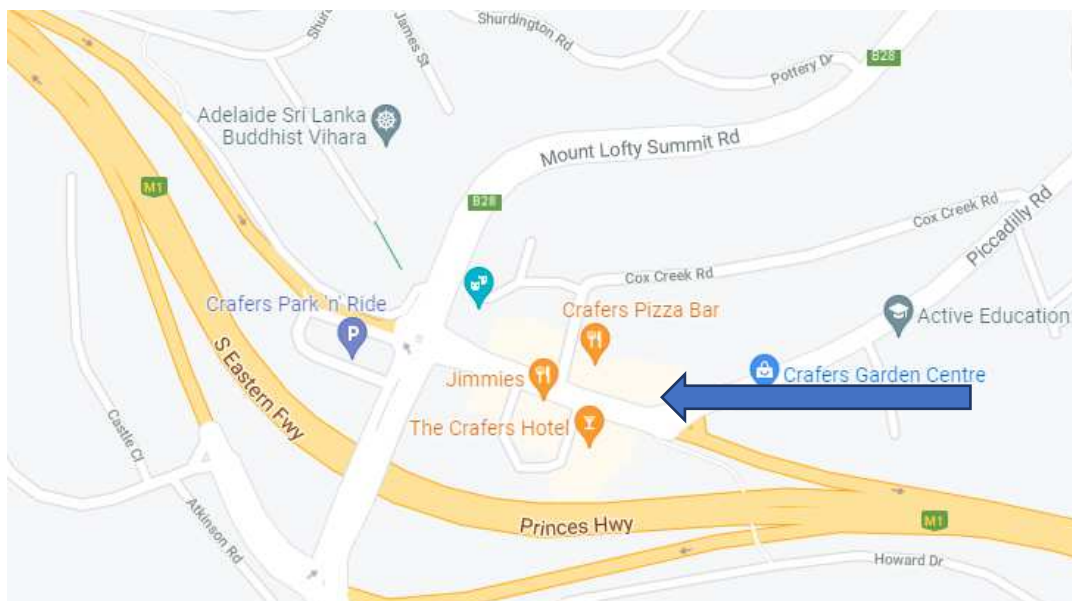 Shurdington Rd
James St
B28
Pottery Dr
Adelaide Sri Lanka
Buddhist Vihara
Mount Lofty Summit Rd
M1
B28
Cox Creek Rd
Piccadilly Rd
Cox Creek Rd
Crafers Park 'n' Ride
P
Crafers Pizza Bar
Active Education
S Eastern Fwy
Jimmies
Crafers Garden Centre
The Crafers Hotel
Castle Ct
Atkinson Rd
Princes Hwy
M1
Howard Dr